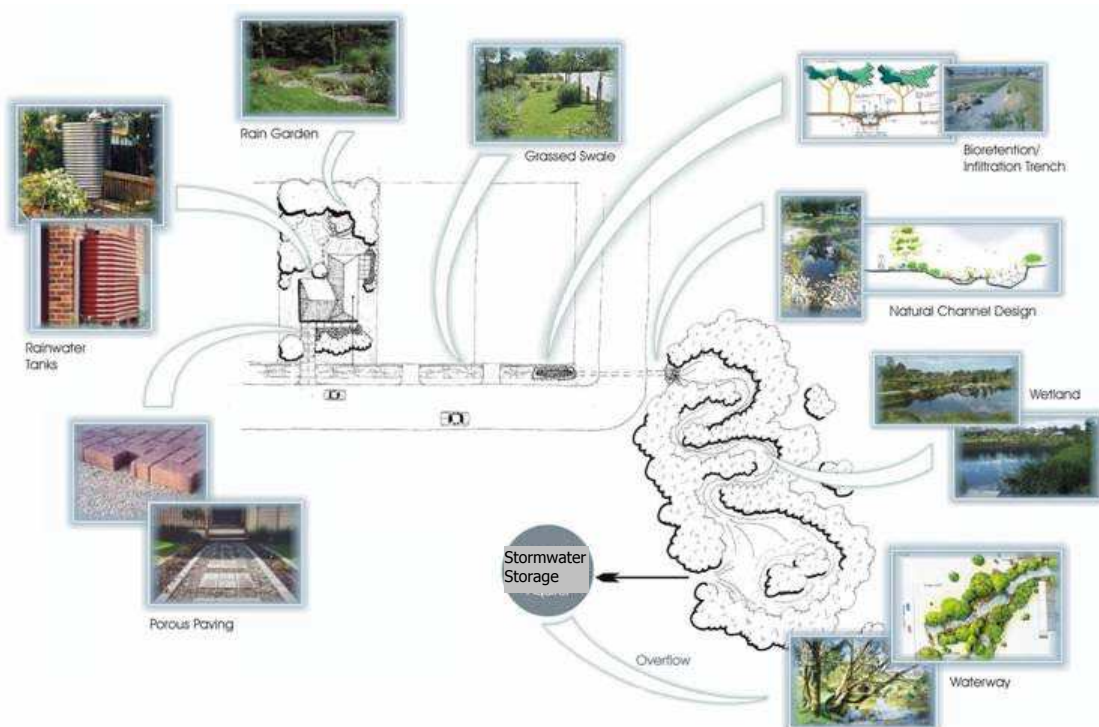 Rain Garden
Grassed Swale
Bioretention/
Infiltration Trench
Rainwater
Tanks
Natural Channel Design
Wetland
Stormwater
Storage
Porous Paving
Overflow
Waterway